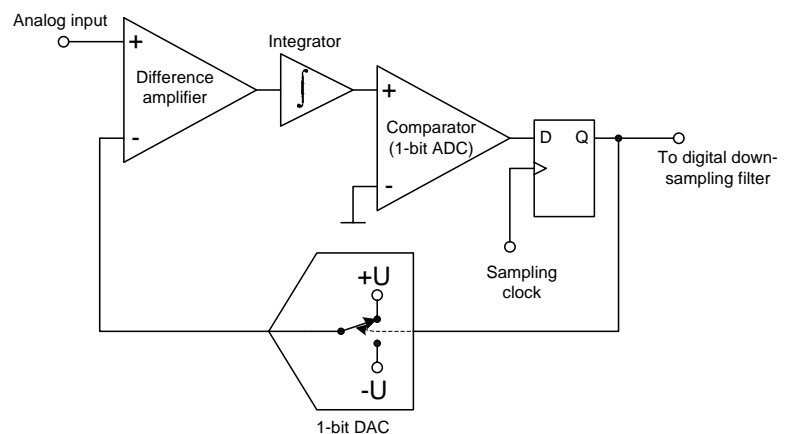 Analog input
+
Difference
amplifier
-
Integrator
∫
+
Comparator
(1-bit ADC)
-
D Q
To digital down-
sampling filter
Sampling
clock
+U
-U
1-bit DAC